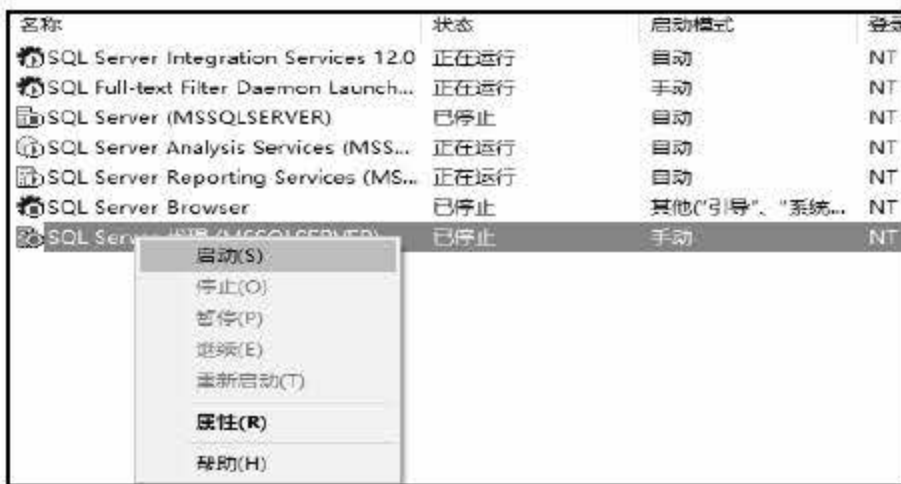 名称 状态 启动模式 登录
SQL Server Integration Services 12.0 正在运行 自动 NT
SQL Full-text Filter Daemon Launch... 正在运行 手动 NT
SQL Server (MSSQLSERVER) 已停止 自动 NT
SQL Server Analysis Services (MSS... 正在运行 自动 NT
SQL Server Reporting Services (MS... 正在运行 自动 NT
SQL Server Browser 已停止 其他("引导"、"系统... NT
SQL Server 代理 (MSSQLSERVER) 已停止 手动 NT
启动(S)
停止(O)
暂停(P)
继续(E)
重新启动(T)
属性(R)
帮助(H)